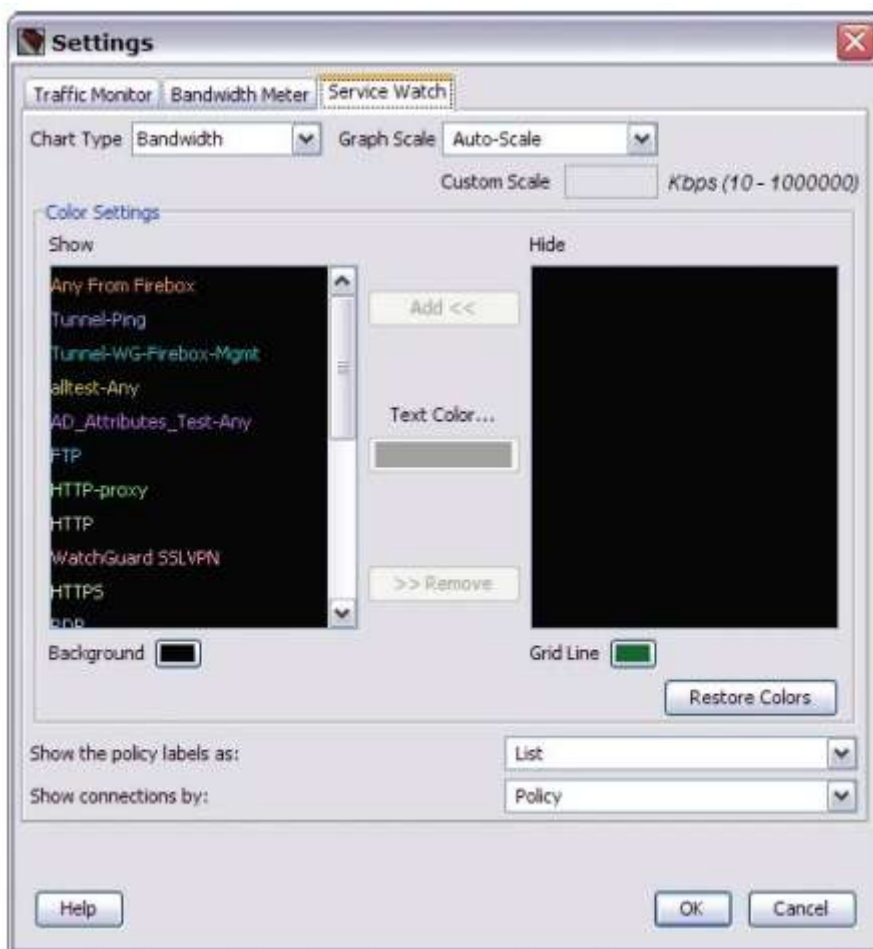 Settings
Traffic Monitor Bandwidth Meter Service Watch
Chart Type Bandwidth Graph Scale Auto-Scale
Custom Scale Kbps (10 - 1000000)
Color Settings
Show Hide
Any From Firebox
Tunnel-Ping
Tunnel-WG-Firebox-Mgmt
alltest-Any
AD_Attributes_Test-Any
FTP
HTTP-proxy
HTTP
WatchGuard SSLVPN
HTTPS
RDP
Add <<
Text Color...
>> Remove
Background Grid Line
Restore Colors
Show the policy labels as: List
Show connections by: Policy
Help OK Cancel